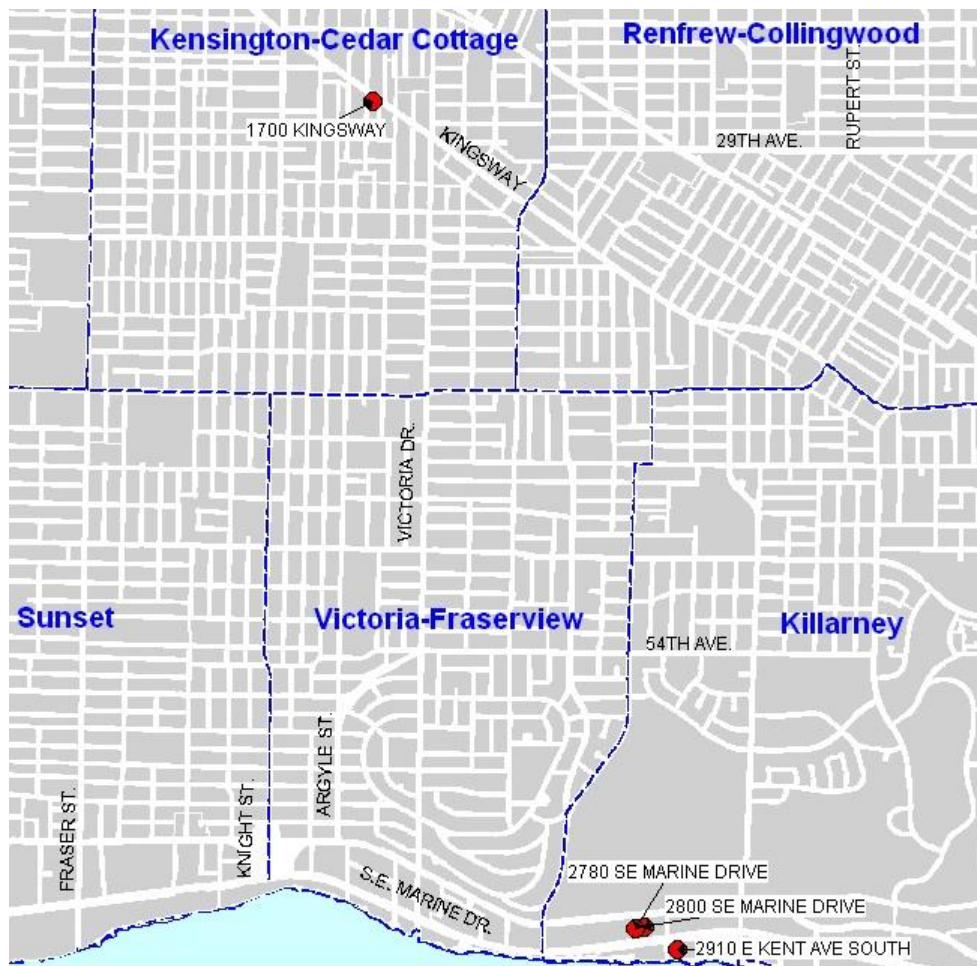 Kensington-Cedar Cottage
Renfrew-Collingwood
1700 KINGSWAY
KINGSWAY
29TH AVE.
RUPERT ST.
VICTORIA DR.
Sunset
Victoria-Fraserview
Killarney
54TH AVE.
ARGYLE ST.
FRASER ST.
KNIGHT ST.
S.E. MARINE DR.
2780 SE MARINE DRIVE
2800 SE MARINE DRIVE
2910 E KENT AVE SOUTH